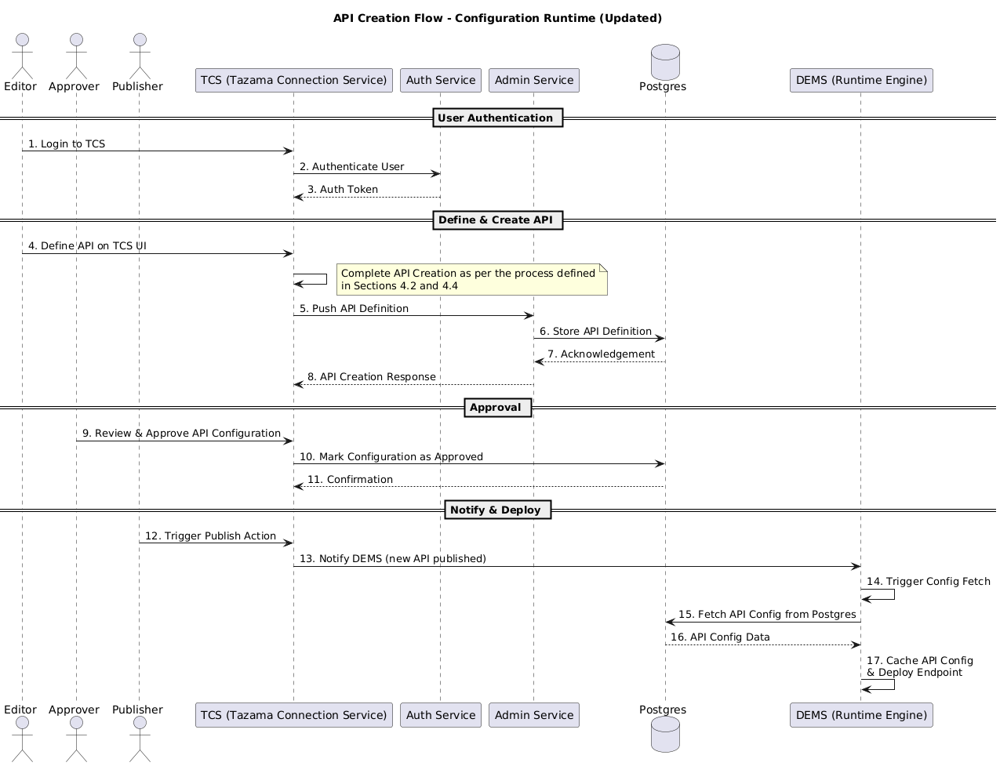 API Creation Flow - Configuration Runtime (Updated)
Editor
Approver
Publisher
TCS (Tazama Connection Service)
Auth Service
Admin Service
Postgres
DEMS (Runtime Engine)
User Authentication
1. Login to TCS
2. Authenticate User
3. Auth Token
Define & Create API
4. Define API on TCS UI
Complete API Creation as per the process defined
in Sections 4.2 and 4.4
5. Push API Definition
6. Store API Definition
7. Acknowledgement
8. API Creation Response
Approval
9. Review & Approve API Configuration
10. Mark Configuration as Approved
11. Confirmation
Notify & Deploy
12. Trigger Publish Action
13. Notify DEMS (new API published)
14. Trigger Config Fetch
15. Fetch API Config from Postgres
16. API Config Data
17. Cache API Config
& Deploy Endpoint
Editor
Approver
Publisher
TCS (Tazama Connection Service)
Auth Service
Admin Service
Postgres
DEMS (Runtime Engine)